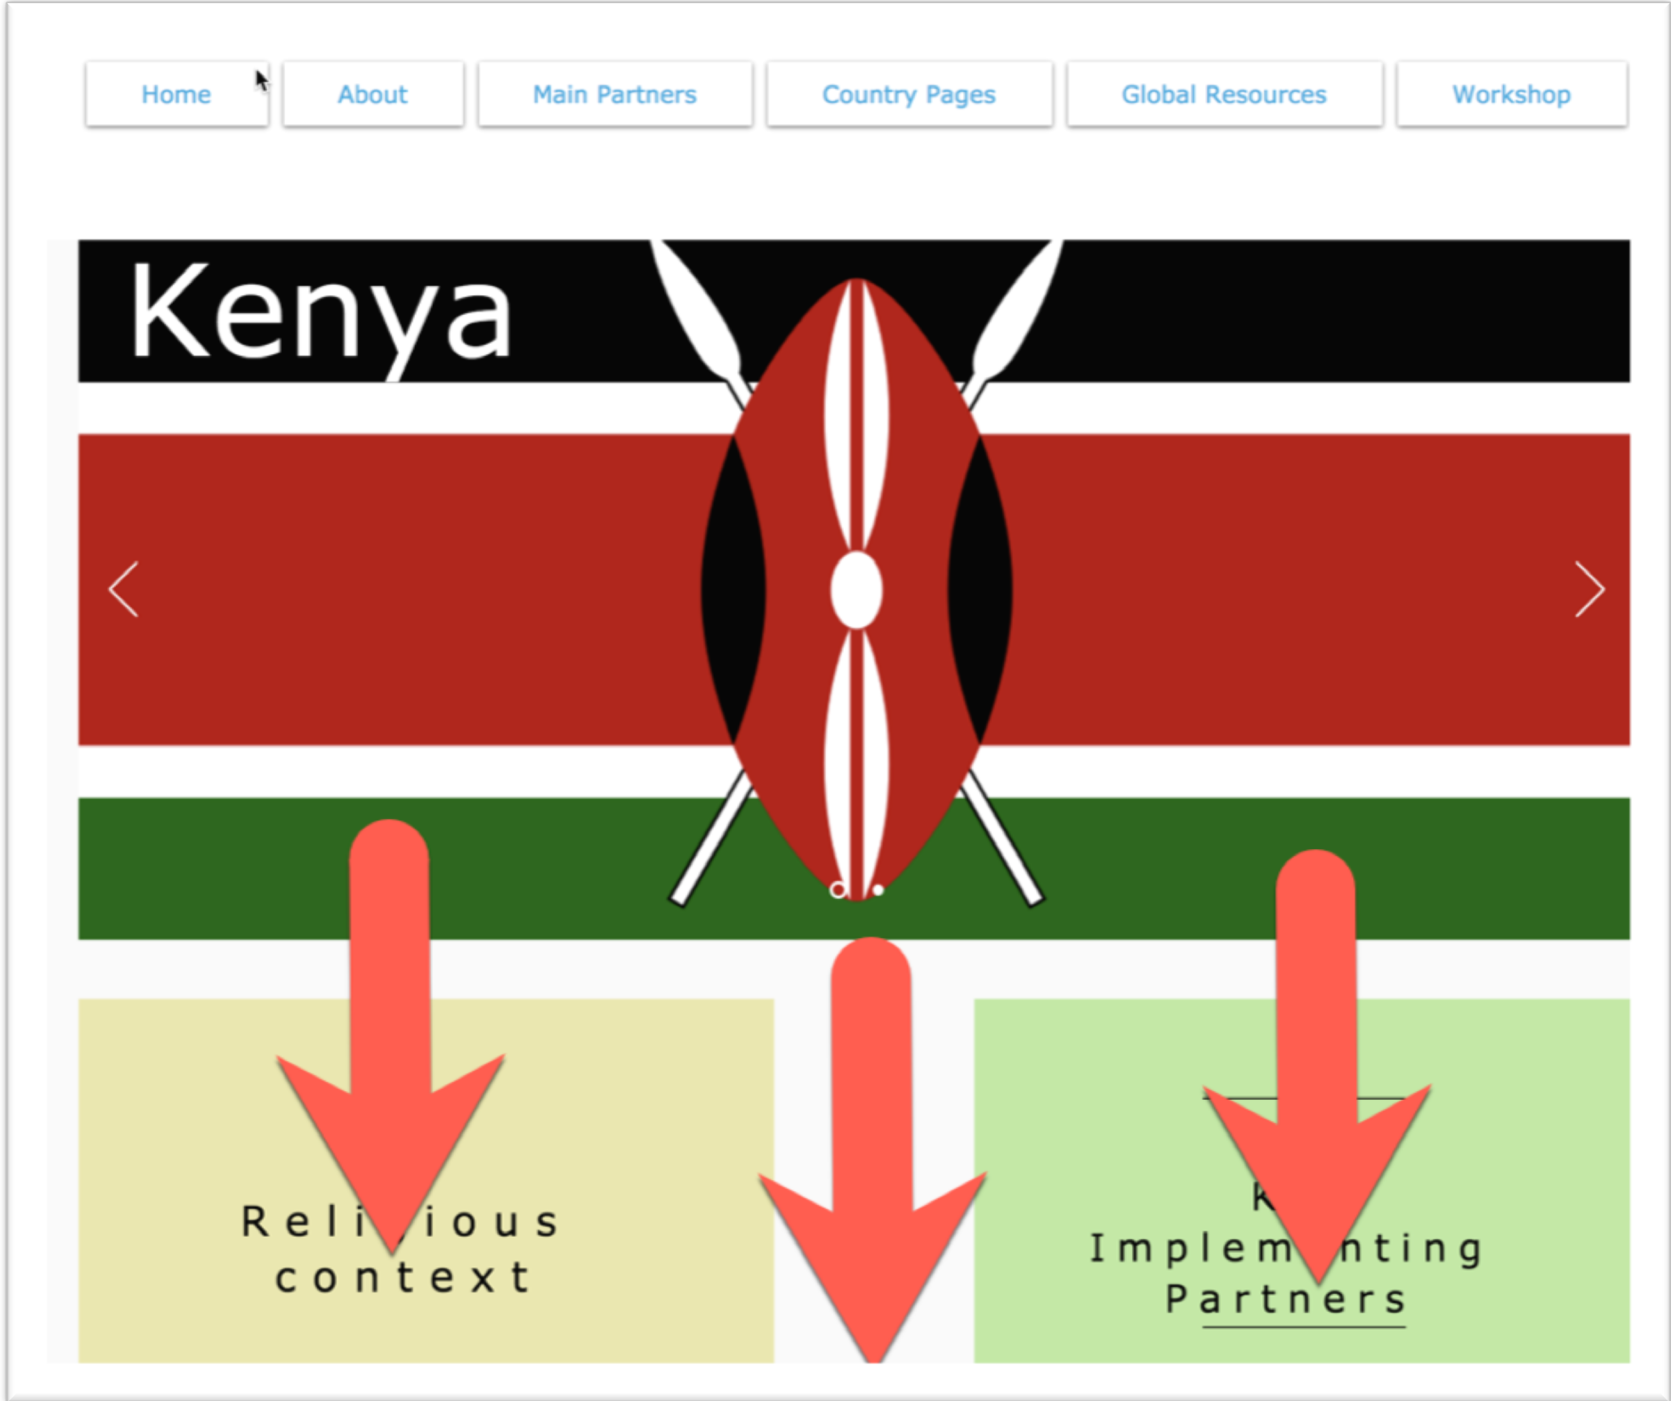 Home
About
Main Partners
Country Pages
Global Resources
Workshop
Kenya
context
Partners